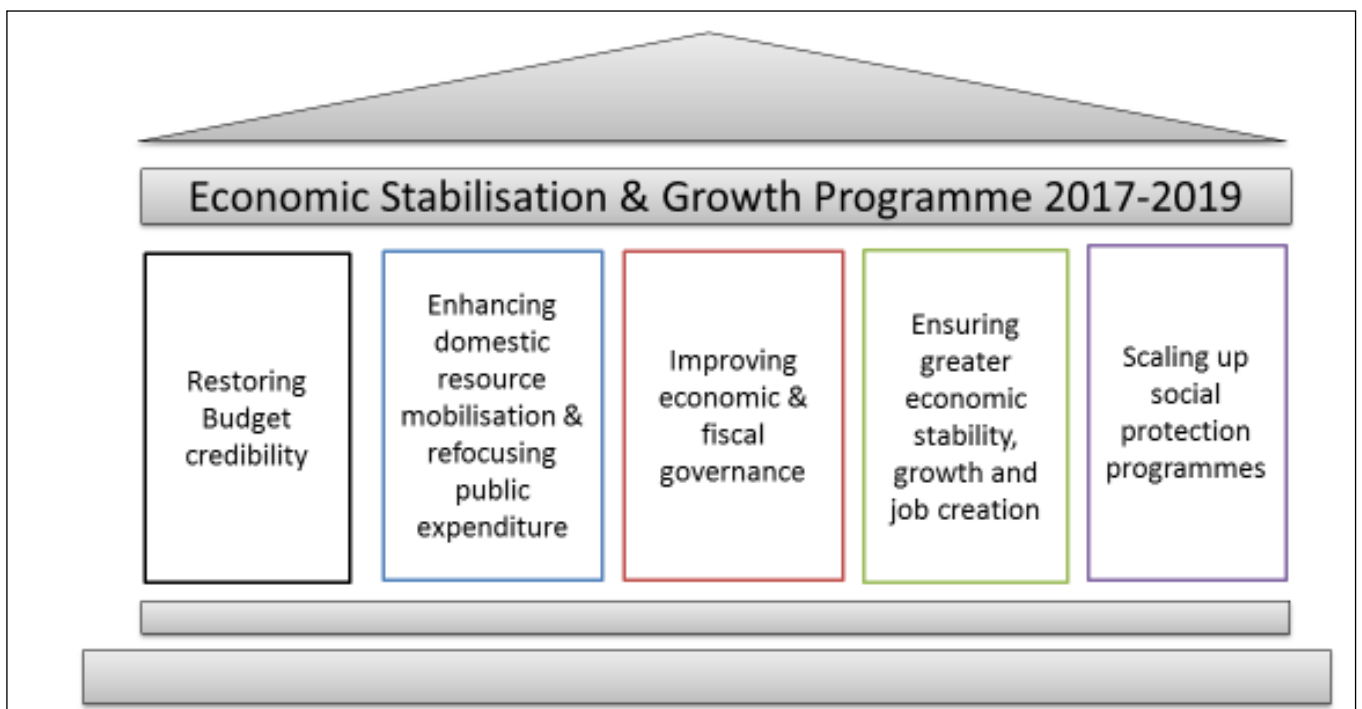 Economic Stabilisation & Growth Programme 2017-2019
Restoring
Budget
credibility
Enhancing
domestic
resource
mobilisation &
refocusing
public
expenditure
Improving
economic &
fiscal
governance
Ensuring
greater
economic
stability,
growth and
job creation
Scaling up
social
protection
programmes